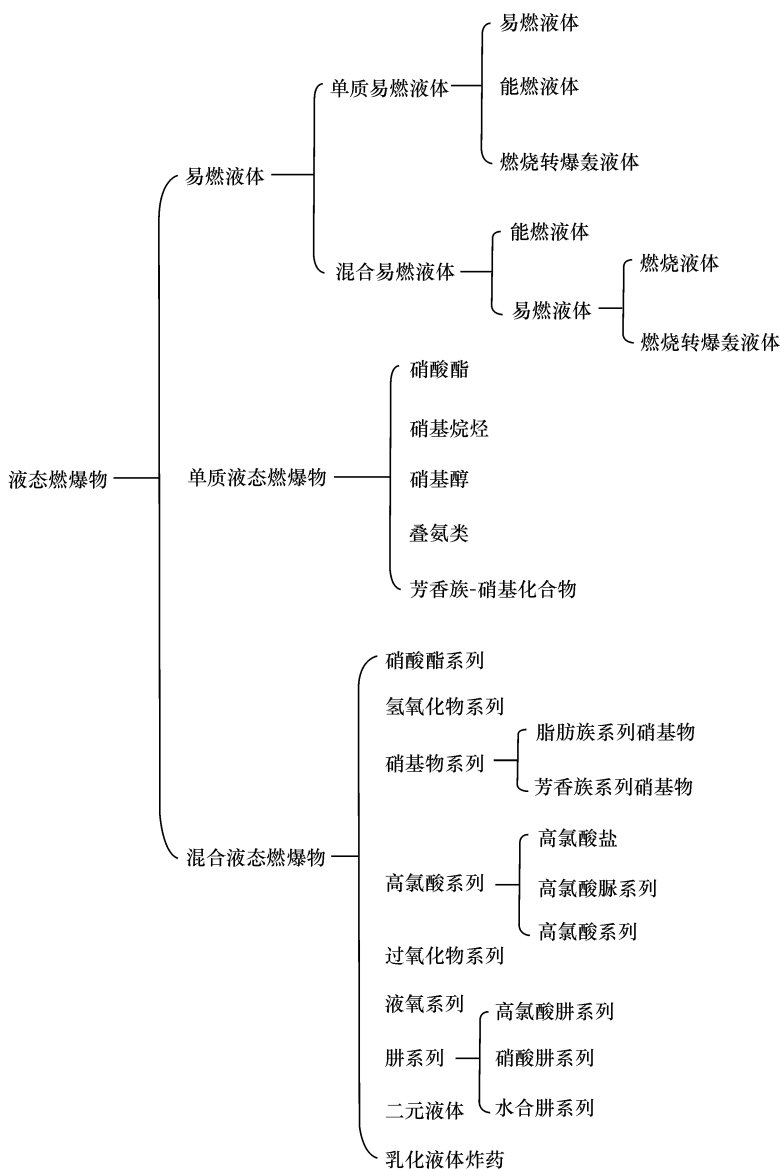 易燃液体
单质易燃液体
能燃液体
燃烧转爆轰液体
易燃液体
能燃液体
混合易燃液体
燃烧液体
易燃液体
燃烧转爆轰液体
硝酸酯
硝基烷烃
液态燃爆物
单质液态燃爆物
硝基醇
叠氨类
芳香族-硝基化合物
硝酸酯系列
氢氧化物系列
脂肪族系列硝基物
硝基物系列
芳香族系列硝基物
混合液态燃爆物
高氯酸盐
高氯酸系列
高氯酸脲系列
高氯酸系列
过氧化物系列
液氧系列
高氯酸肼系列
肼系列
硝酸肼系列
二元液体
水合肼系列
乳化液体炸药